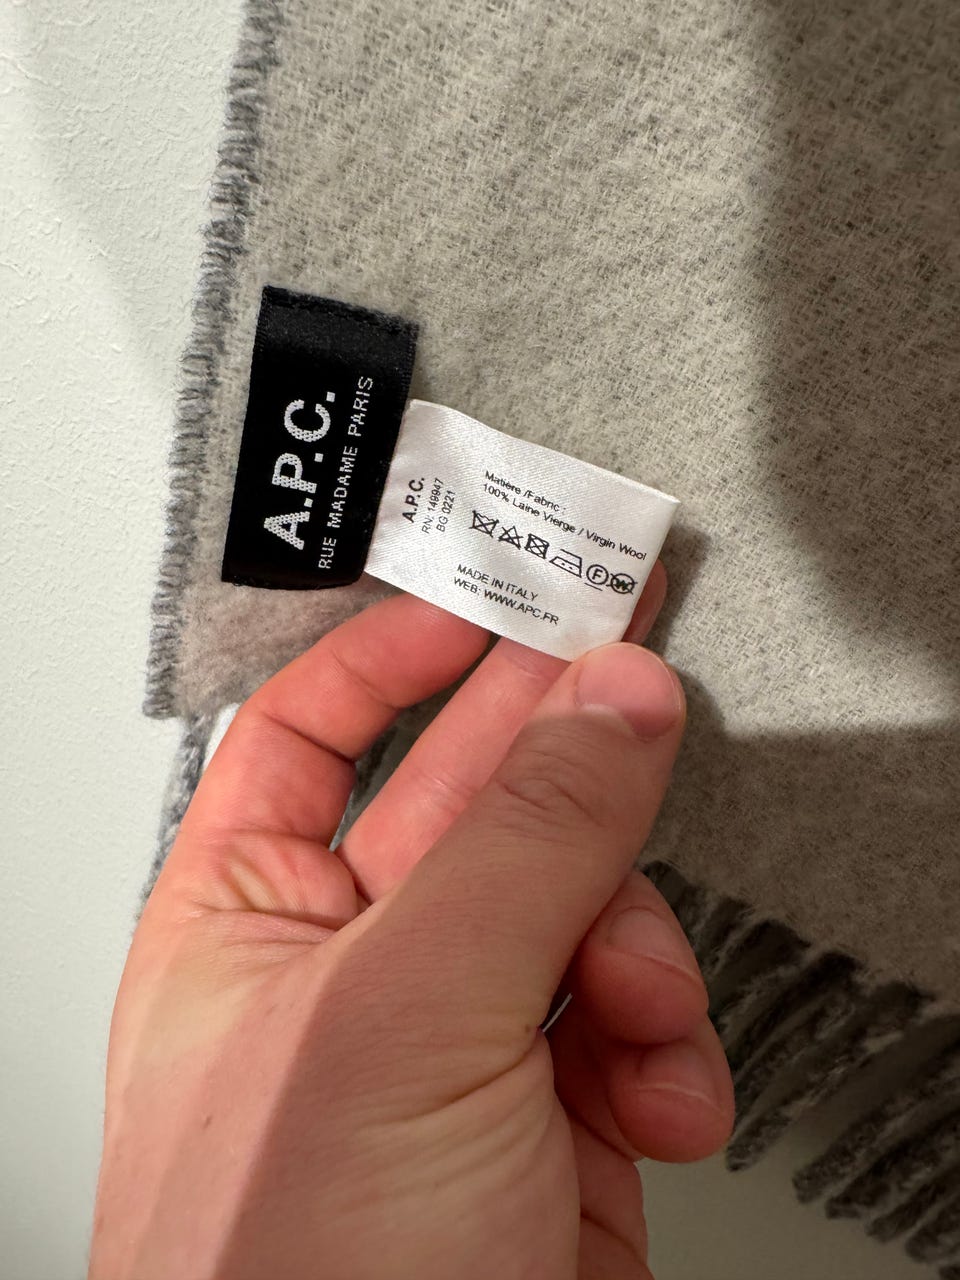 A.P.C.
RUE MADAME PARIS
A.P.C.
RN: 149947
BG 0221
Matière /Fabric :
100% Laine Vierge / Virgin Wool
F
W
MADE IN ITALY
WEB: WWW.APC.FR